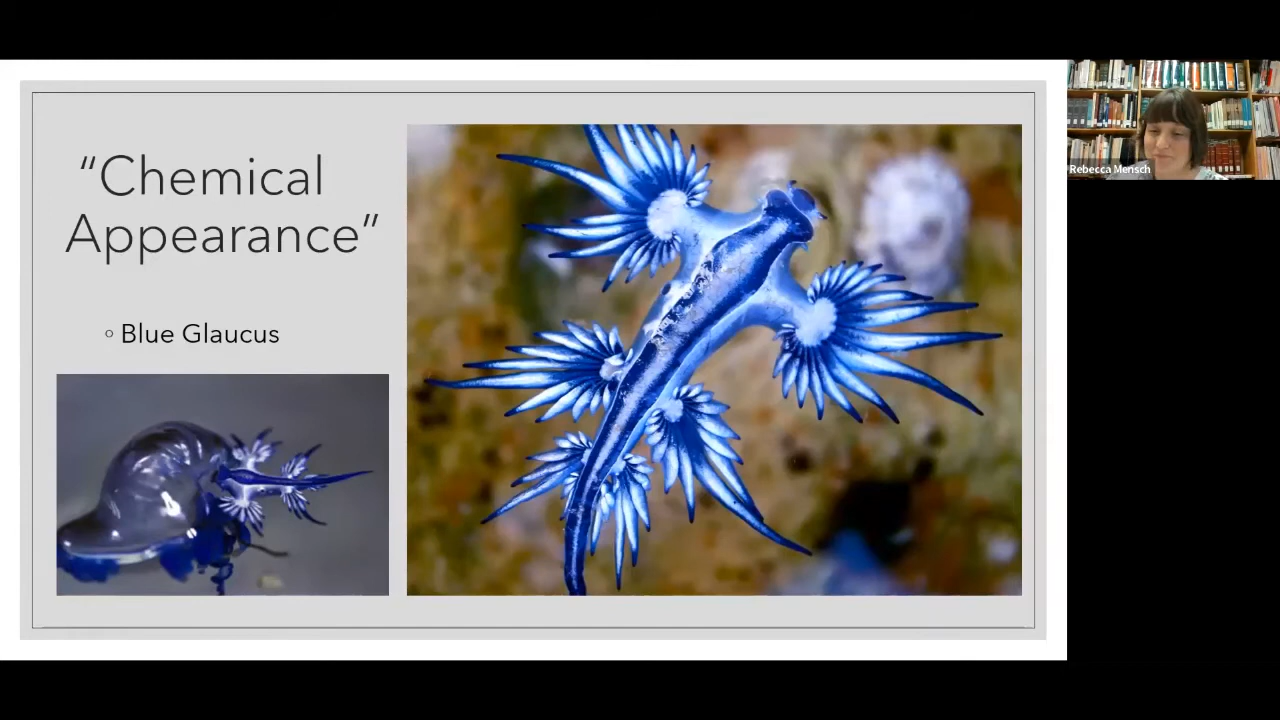 “Chemical
Appearance”
◦ Blue Glaucus
Rebecca Mensch